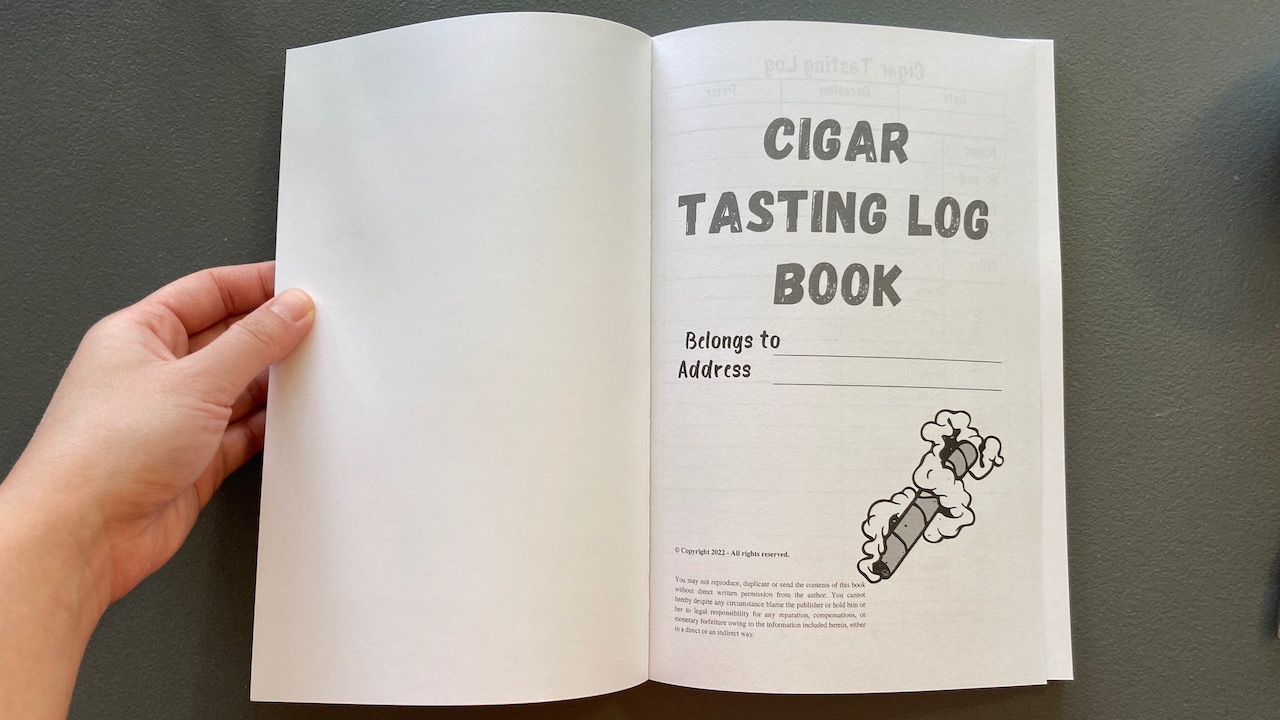 CIGAR
TASTING LOG
BOOK
Belongs to
Address
© Copyright 2022 - All rights reserved.
You may not reproduce, duplicate or send the contents of this book
without direct written permission from the author. You cannot
hereby despite any circumstance blame the publisher or hold him or
her to legal responsibility for any reparation, compensations, or
monetary forfeiture owing to the information included herein, either
in a direct or an indirect way.